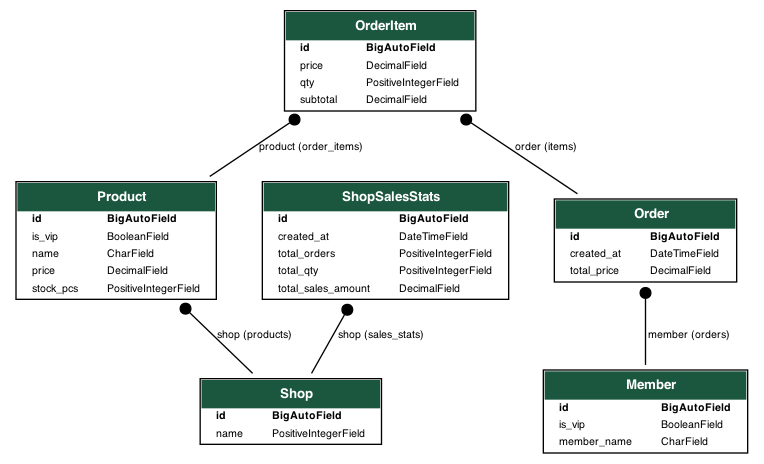 OrderItem
id BigAutoField
price DecimalField
qty PositiveIntegerField
subtotal DecimalField
product (order_items)
order (items)
Product
id BigAutoField
is_vip BooleanField
name CharField
price DecimalField
stock_pcs PositiveIntegerField
ShopSalesStats
id BigAutoField
created_at DateTimeField
total_orders PositiveIntegerField
total_qty PositiveIntegerField
total_sales_amount DecimalField
Order
id BigAutoField
created_at DateTimeField
total_price DecimalField
shop (products)
shop (sales_stats)
member (orders)
Shop
id BigAutoField
name PositiveIntegerField
Member
id BigAutoField
is_vip BooleanField
member_name CharField